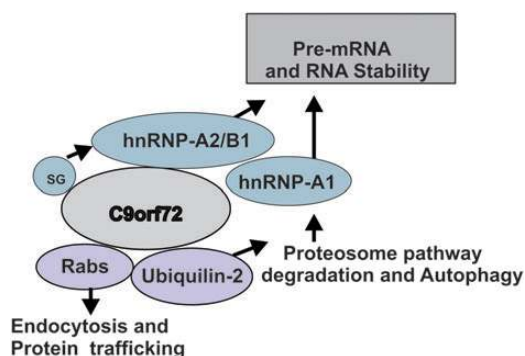 Pre-mRNA
and RNA Stability
hnRNP-A2/B1
SG
hnRNP-A1
C9orf72
Rabs
Ubiquilin-2
Proteosome pathway
degradation and Autophagy
Endocytosis and
Protein trafficking